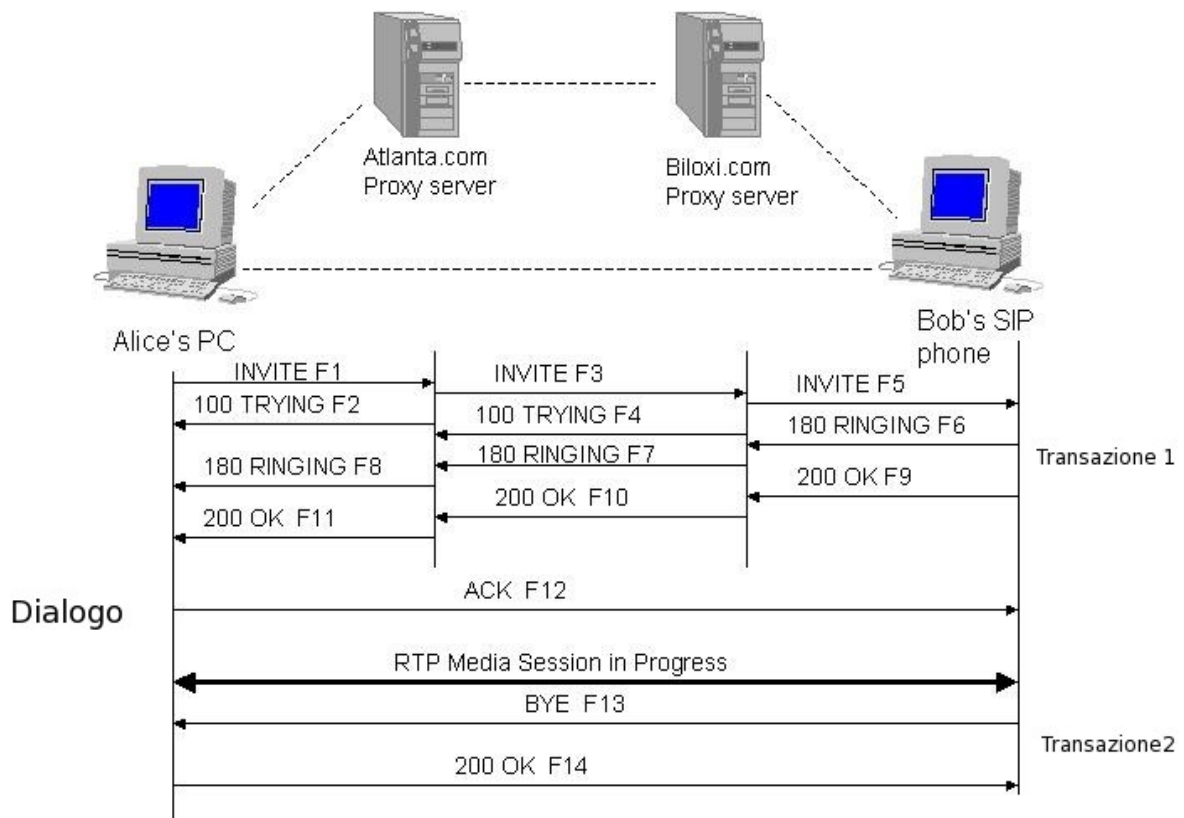 Atlanta.com
Proxy server
Biloxi.com
Proxy server
Alice's PC
Bob's SIP
phone
INVITE F1
INVITE F3
INVITE F5
100 TRYING F2
100 TRYING F4
180 RINGING F6
180 RINGING F8
180 RINGING F7
Transazione 1
200 OK F9
200 OK F10
200 OK F11
ACK F12
Dialogo
RTP Media Session in Progress
BYE F13
Transazione2
200 OK F14